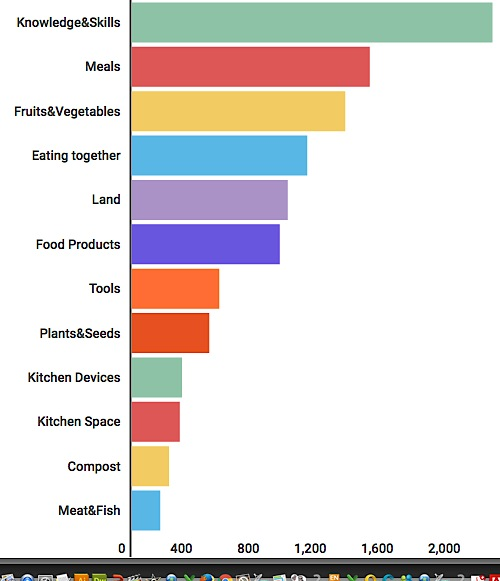 Knowledge&Skills
Meals
Fruits&Vegetables
Eating together
Land
Food Products
Tools
Plants&Seeds
Kitchen Devices
Kitchen Space
Compost
Meat&Fish
0 400 800 1,200 1,600 2,000